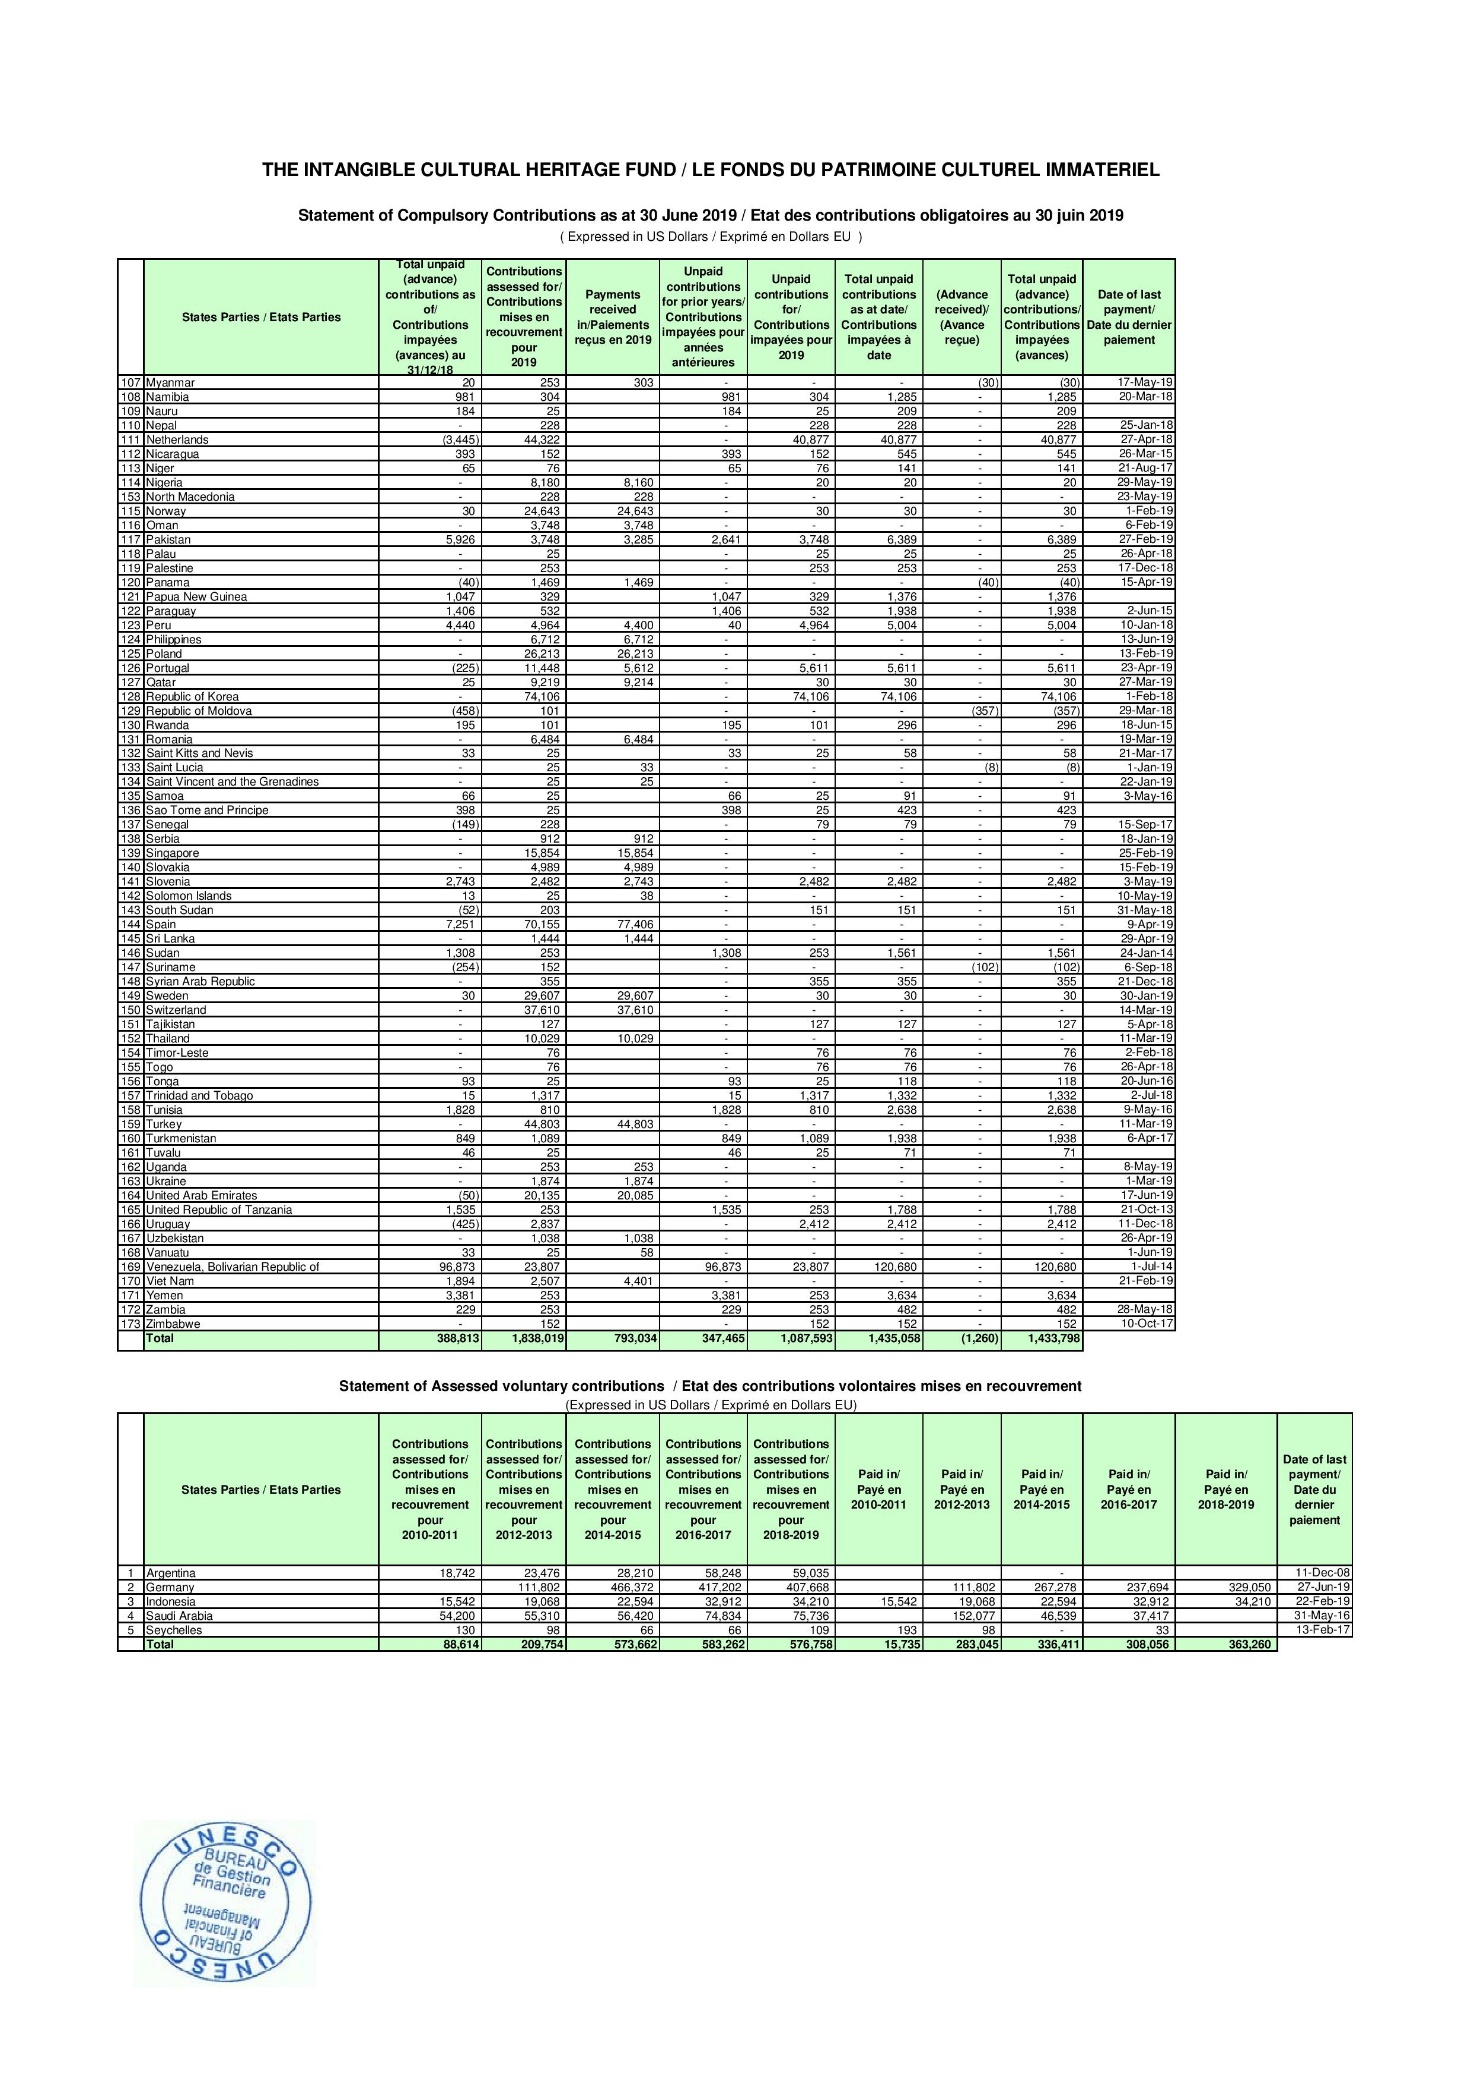 THE INTANGIBLE CULTURAL HERITAGE FUND / LE FONDS DU PATRIMOINE CULTUREL IMMATERIEL
Statement of Compulsory Contributions as at 30 June 2019 / Etat des contributions obligatoires au 30 juin 2019
( Expressed in US Dollars / Exprimé en Dollars EU )
States Parties / Etats Parties
Total unpaid (advance) contributions as of/ Contributions impayées (avances) au 31/12/18
Contributions assessed for/ Contributions mises en recouvrement pour 2019
Payments received in/Paiements reçus en 2019
Unpaid contributions for prior years/ Contributions impayées pour années antérieures
Unpaid contributions for/ Contributions impayées pour 2019
Total unpaid contributions as at date/ Contributions impayées à date
(Advance received)/ (Avance reçue)
Total unpaid (advance) contributions/ Contributions impayées (avances)
Date of last payment/ Date du dernier paiement
107 Myanmar 20 253 303 - - - (30) (30) 17-May-19
108 Namibia 981 304 981 304 1,285 - 1,285 20-Mar-18
109 Nauru 184 25 184 25 209 - 209
110 Nepal - 228 - 228 228 - 228 25-Jan-18
111 Netherlands (3,445) 44,322 - 40,877 40,877 - 40,877 27-Apr-18
112 Nicaragua 393 152 393 152 545 - 545 26-Mar-15
113 Niger 65 76 65 76 141 - 141 21-Aug-17
114 Nigeria - 8,180 8,160 - 20 20 - 20 29-May-19
153 North Macedonia - 228 228 - - - - - 23-May-19
115 Norway 30 24,643 24,643 - 30 30 - 30 1-Feb-19
116 Oman - 3,748 3,748 - - - - - 6-Feb-19
117 Pakistan 5,926 3,748 3,285 2,641 3,748 6,389 - 6,389 27-Feb-19
118 Palau - 25 - 25 25 - 25 26-Apr-18
119 Palestine - 253 - 253 253 - 253 17-Dec-18
120 Panama (40) 1,469 1,469 - - - (40) (40) 15-Apr-19
121 Papua New Guinea 1,047 329 1,047 329 1,376 - 1,376
122 Paraguay 1,406 532 1,406 532 1,938 - 1,938 2-Jun-15
123 Peru 4,440 4,964 4,400 40 4,964 5,004 - 5,004 10-Jan-18
124 Philippines - 6,712 6,712 - - - - - 13-Jun-19
125 Poland - 26,213 26,213 - - - - - 13-Feb-19
126 Portugal (225) 11,448 5,612 - 5,611 5,611 - 5,611 23-Apr-19
127 Qatar 25 9,219 9,214 - 30 30 - 30 27-Mar-19
128 Republic of Korea - 74,106 - 74,106 74,106 - 74,106 1-Feb-18
129 Republic of Moldova (458) 101 - - - (357) (357) 29-Mar-18
130 Rwanda 195 101 195 101 296 - 296 18-Jun-15
131 Romania - 6,484 6,484 - - - - - 19-Mar-19
132 Saint Kitts and Nevis 33 25 33 25 58 - 58 21-Mar-17
133 Saint Lucia - 25 33 - - - (8) (8) 1-Jan-19
134 Saint Vincent and the Grenadines - 25 25 - - - - - 22-Jan-19
135 Samoa 66 25 66 25 91 - 91 3-May-16
136 Sao Tome and Principe 398 25 398 25 423 - 423
137 Senegal (149) 228 - 79 79 - 79 15-Sep-17
138 Serbia - 912 912 - - - - - 18-Jan-19
139 Singapore - 15,854 15,854 - - - - - 25-Feb-19
140 Slovakia - 4,989 4,989 - - - - - 15-Feb-19
141 Slovenia 2,743 2,482 2,743 - 2,482 2,482 - 2,482 3-May-19
142 Solomon Islands 13 25 38 - - - - - 10-May-19
143 South Sudan (52) 203 - 151 151 - 151 31-May-18
144 Spain 7,251 70,155 77,406 - - - - - 9-Apr-19
145 Sri Lanka - 1,444 1,444 - - - - - 29-Apr-19
146 Sudan 1,308 253 1,308 253 1,561 - 1,561 24-Jan-14
147 Suriname (254) 152 - - - (102) (102) 6-Sep-18
148 Syrian Arab Republic - 355 - 355 355 - 355 21-Dec-18
149 Sweden 30 29,607 29,607 - 30 30 - 30 30-Jan-19
150 Switzerland - 37,610 37,610 - - - - - 14-Mar-19
151 Tajikistan - 127 - 127 127 - 127 5-Apr-18
152 Thailand - 10,029 10,029 - - - - - 11-Mar-19
154 Timor-Leste - 76 - 76 76 - 76 2-Feb-18
155 Togo - 76 - 76 76 - 76 26-Apr-18
156 Tonga 93 25 93 25 118 - 118 20-Jun-16
157 Trinidad and Tobago 15 1,317 15 1,317 1,332 - 1,332 2-Jul-18
158 Tunisia 1,828 810 1,828 810 2,638 - 2,638 9-May-16
159 Turkey - 44,803 44,803 - - - - - 11-Mar-19
160 Turkmenistan 849 1,089 849 1,089 1,938 - 1,938 6-Apr-17
161 Tuvalu 46 25 46 25 71 - 71
162 Uganda - 253 253 - - - - - 8-May-19
163 Ukraine - 1,874 1,874 - - - - - 1-Mar-19
164 United Arab Emirates (50) 20,135 20,085 - - - - - 17-Jun-19
165 United Republic of Tanzania 1,535 253 1,535 253 1,788 - 1,788 21-Oct-13
166 Uruguay (425) 2,837 - 2,412 2,412 - 2,412 11-Dec-18
167 Uzbekistan - 1,038 1,038 - - - - - 26-Apr-19
168 Vanuatu 33 25 58 - - - - - 1-Jun-19
169 Venezuela, Bolivarian Republic of 96,873 23,807 96,873 23,807 120,680 - 120,680 1-Jul-14
170 Viet Nam 1,894 2,507 4,401 - - - - - 21-Feb-19
171 Yemen 3,381 253 3,381 253 3,634 - 3,634
172 Zambia 229 253 229 253 482 - 482 28-May-18
173 Zimbabwe - 152 - 152 152 - 152 10-Oct-17
Total 388,813 1,838,019 793,034 347,465 1,087,593 1,435,058 (1,260) 1,433,798
Statement of Assessed voluntary contributions / Etat des contributions volontaires mises en recouvrement
(Expressed in US Dollars / Exprimé en Dollars EU)
States Parties / Etats Parties
Contributions assessed for/ Contributions mises en recouvrement pour 2010-2011
Contributions assessed for/ Contributions mises en recouvrement pour 2012-2013
Contributions assessed for/ Contributions mises en recouvrement pour 2014-2015
Contributions assessed for/ Contributions mises en recouvrement pour 2016-2017
Contributions assessed for/ Contributions mises en recouvrement pour 2018-2019
Paid in/ Payé en 2010-2011
Paid in/ Payé en 2012-2013
Paid in/ Payé en 2014-2015
Paid in/ Payé en 2016-2017
Paid in/ Payé en 2018-2019
Date of last payment/ Date du dernier paiement
1 Argentina 18,742 23,476 28,210 58,248 59,035 - 11-Dec-08
2 Germany 111,802 466,372 417,202 407,668 111,802 267,278 237,694 329,050 27-Jun-19
3 Indonesia 15,542 19,068 22,594 32,912 34,210 15,542 19,068 22,594 32,912 34,210 22-Feb-19
4 Saudi Arabia 54,200 55,310 56,420 74,834 75,736 152,077 46,539 37,417 31-May-16
5 Seychelles 130 98 66 66 109 193 98 - 33 13-Feb-17
Total 88,614 209,754 573,662 583,262 576,758 15,735 283,045 336,411 308,056 363,260
UNESCO
BUREAU
de Gestion
Financière
BUREAU
of Financial
Management
UNESCO